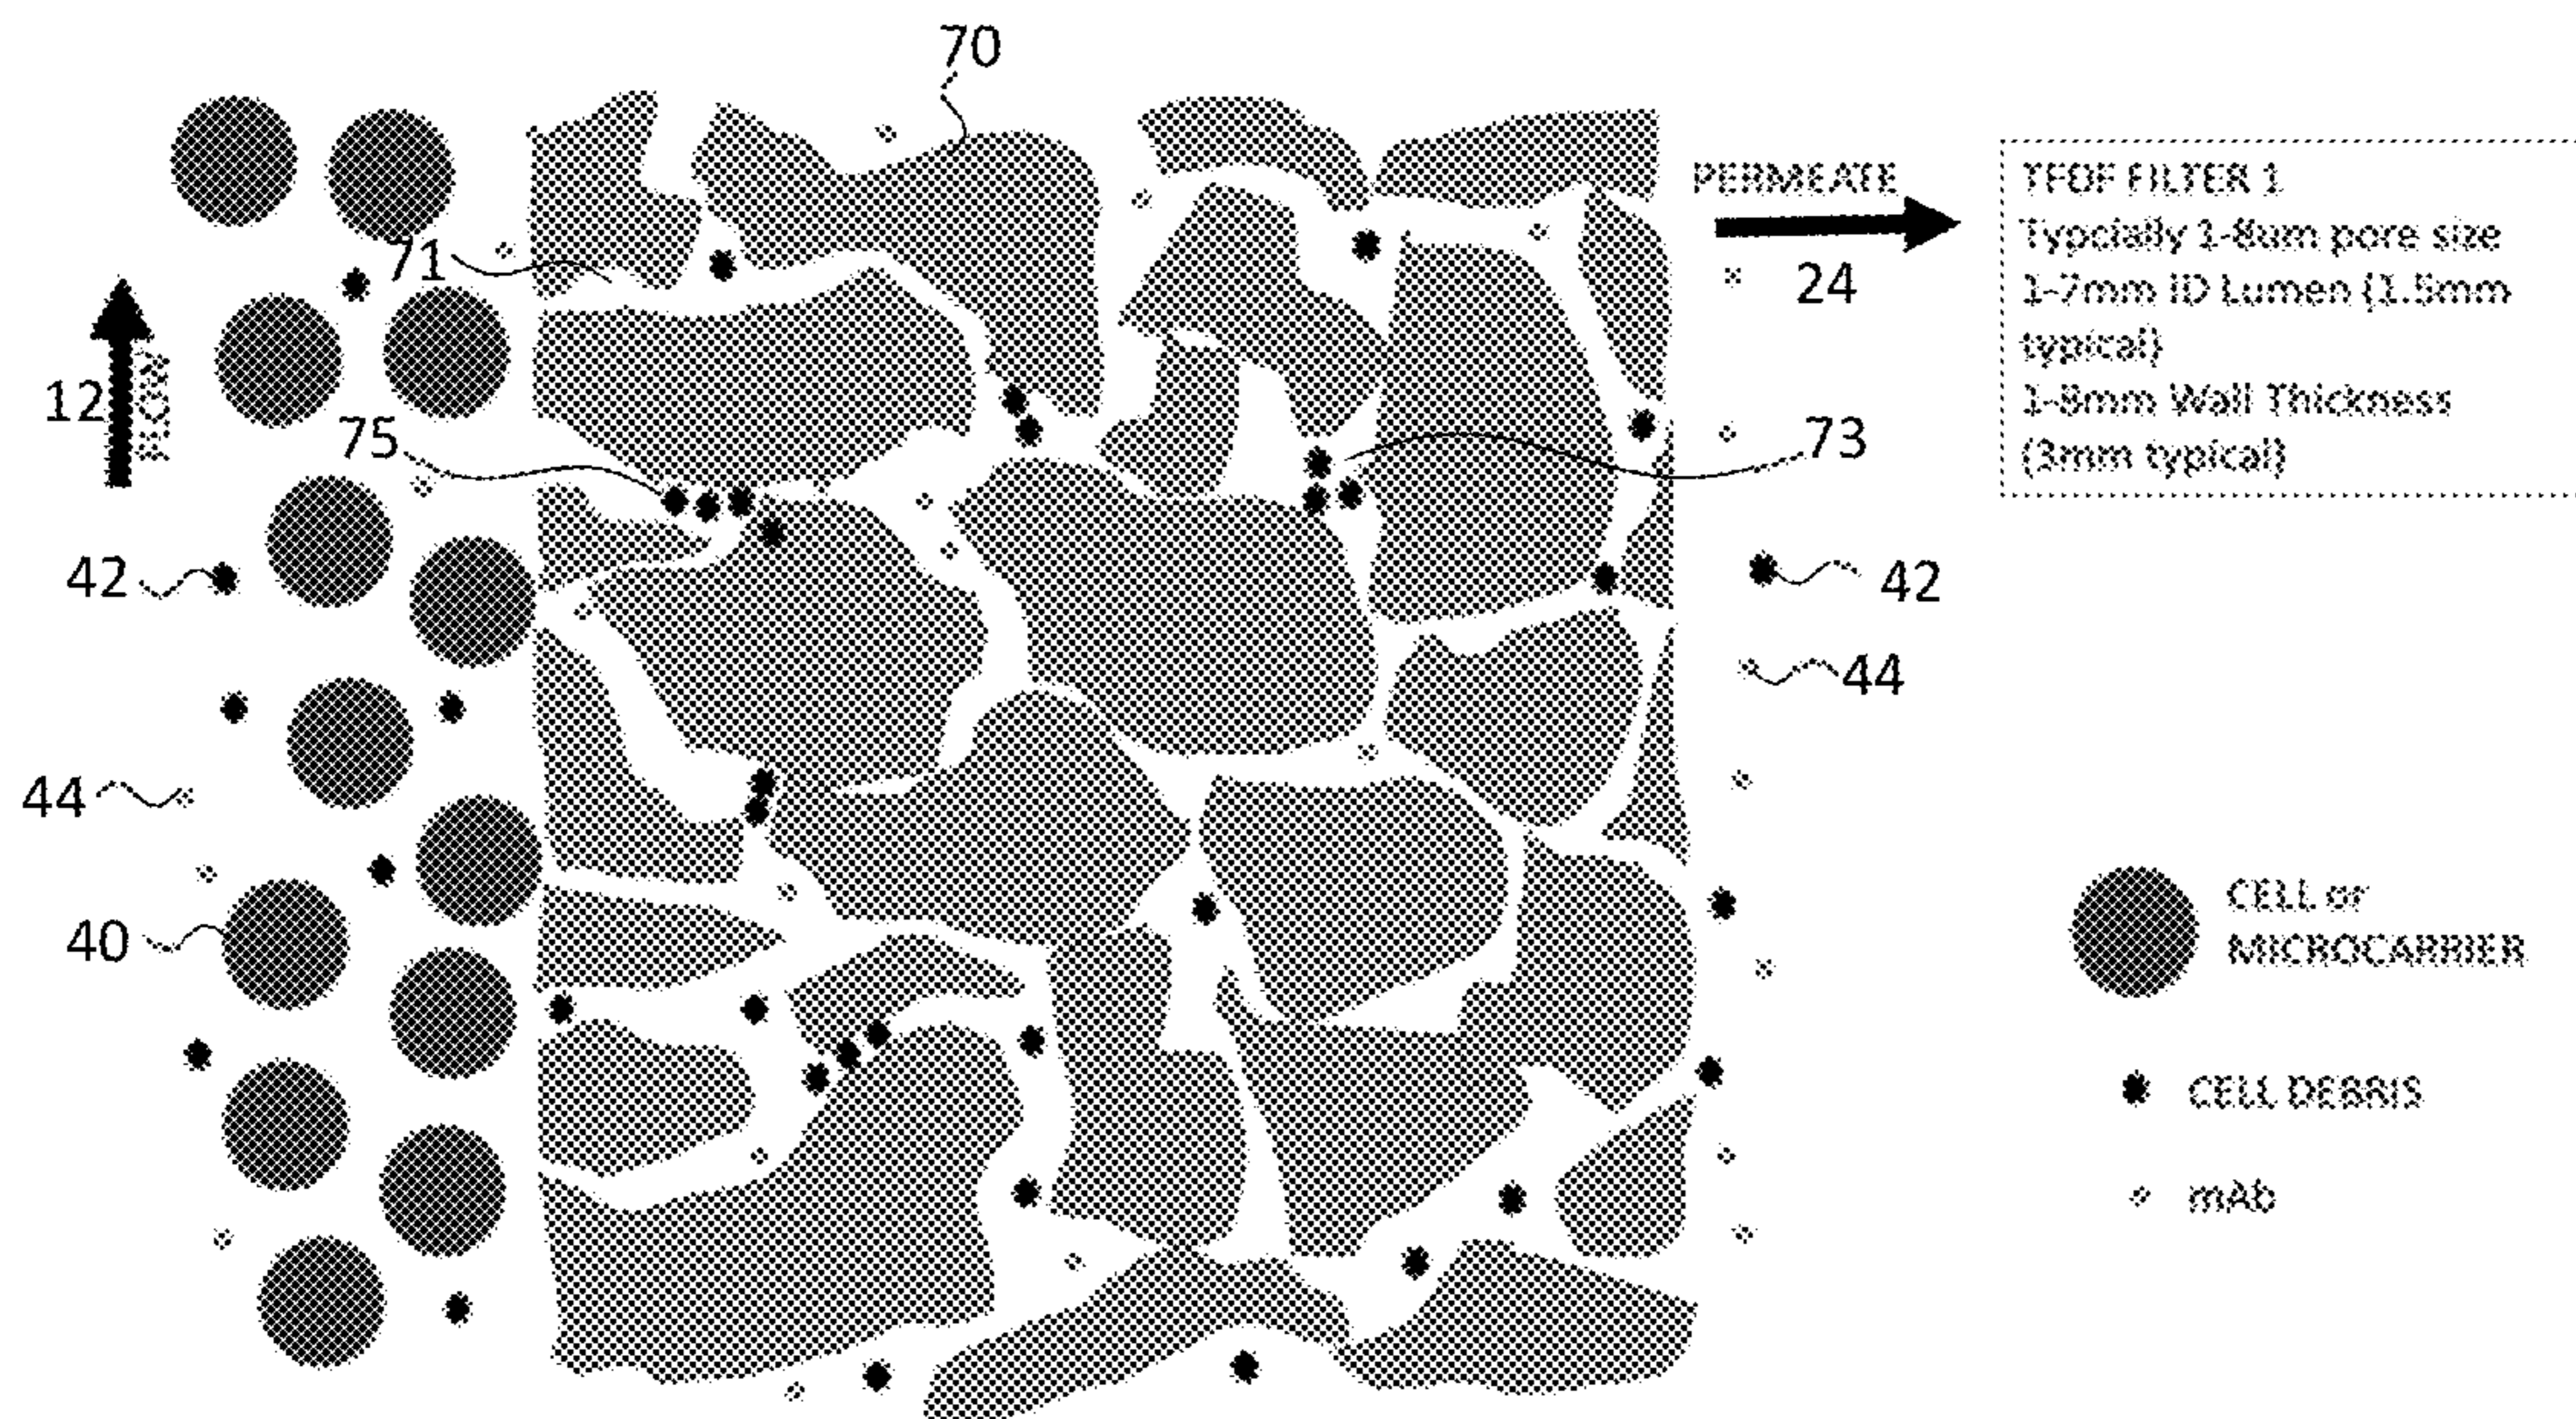 70
PERMEATE
TFDF FILTER 1
Typcially 1-8um pore size
1-7mm ID Lumen (1.5mm
typical)
1-8mm Wall Thickness
(3mm typical)
71
24
12
FLOW
75
73
42
42
44
44
40
CELL or
MICROCARRIER
CELL DEBRIS
mAb